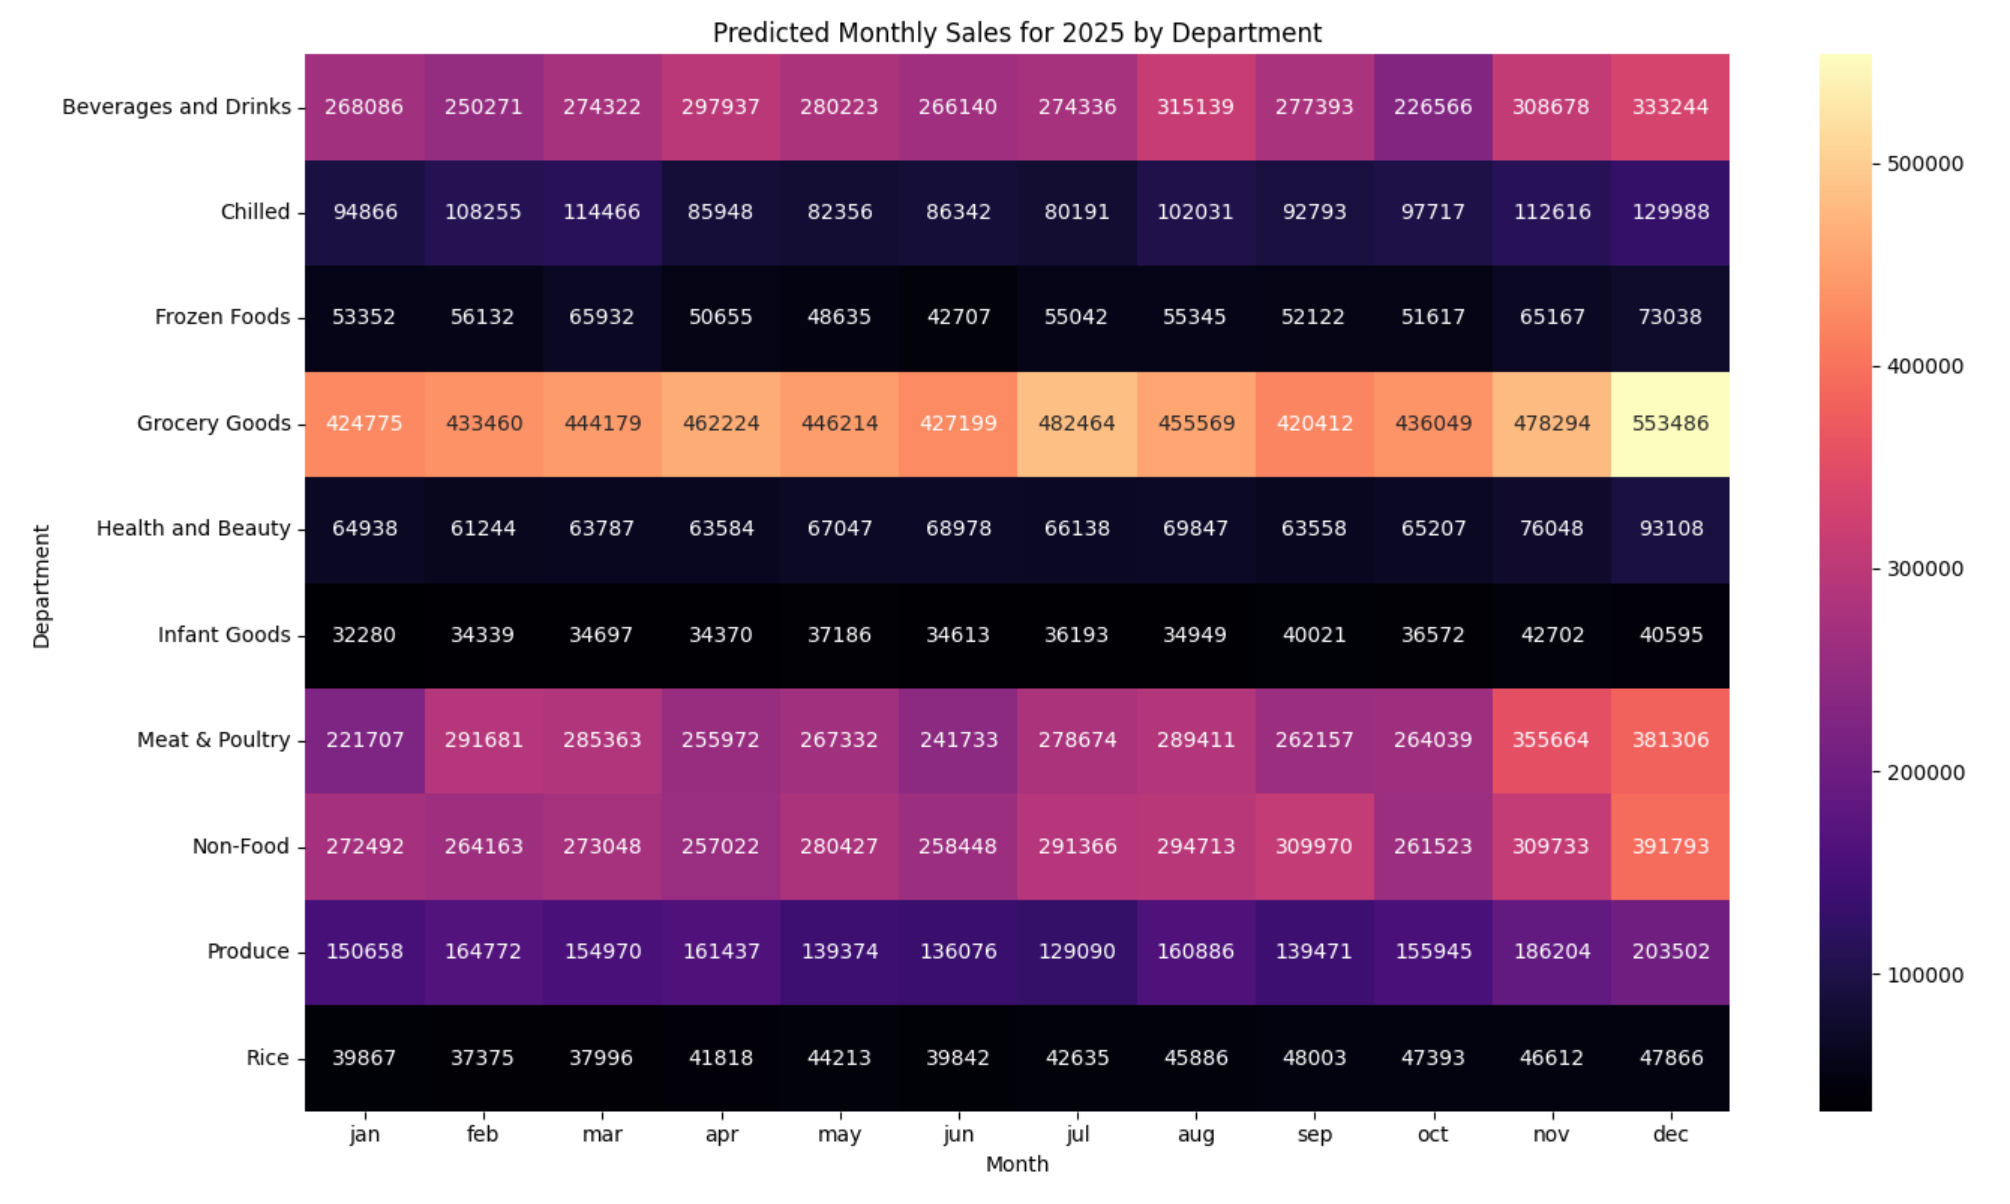 Predicted Monthly Sales for 2025 by Department
Beverages and Drinks 268086 250271 274322 297937 280223 266140 274336 315139 277393 226566 308678 333244
500000
Chilled 94866 108255 114466 85948 82356 86342 80191 102031 92793 97717 112616 129988
Frozen Foods 53352 56132 65932 50655 48635 42707 55042 55345 52122 51617 65167 73038
400000
Grocery Goods 424775 433460 444179 462224 446214 427199 482464 455569 420412 436049 478294 553486
Health and Beauty 64938 61244 63787 63584 67047 68978 66138 69847 63558 65207 76048 93108
300000
Department
Infant Goods 32280 34339 34697 34370 37186 34613 36193 34949 40021 36572 42702 40595
Meat & Poultry 221707 291681 285363 255972 267332 241733 278674 289411 262157 264039 355664 381306
200000
Non-Food 272492 264163 273048 257022 280427 258448 291366 294713 309970 261523 309733 391793
Produce 150658 164772 154970 161437 139374 136076 129090 160886 139471 155945 186204 203502
100000
Rice 39867 37375 37996 41818 44213 39842 42635 45886 48003 47393 46612 47866
jan feb mar apr may jun jul aug sep oct nov dec
Month